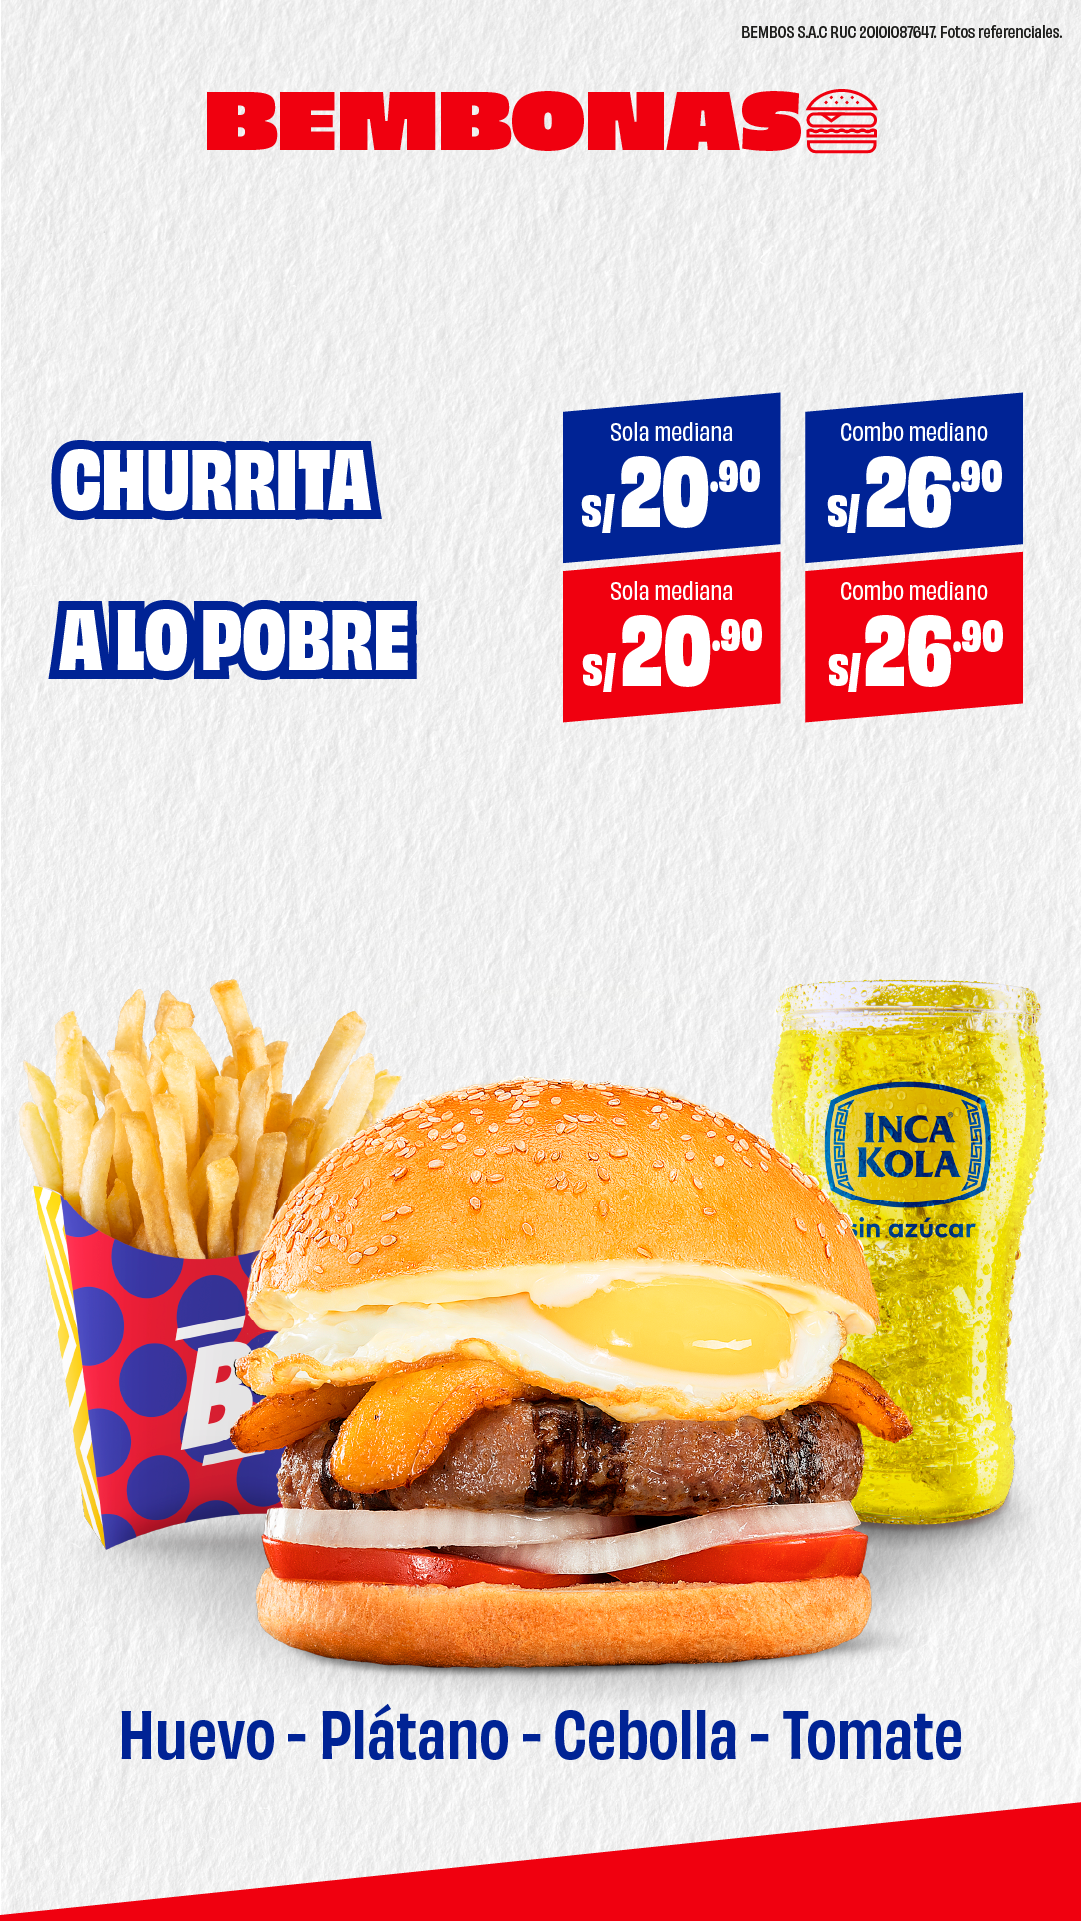 BEMBOS S.A.C RUC 20101087647. Fotos referenciales.
BEMBONAS
CHURRITA
Sola mediana
S/20.90
Combo mediano
S/26.90
A LO POBRE
Sola mediana
S/20.90
Combo mediano
S/26.90
INCA
KOLA
sin azúcar
B
Huevo - Plátano - Cebolla - Tomate